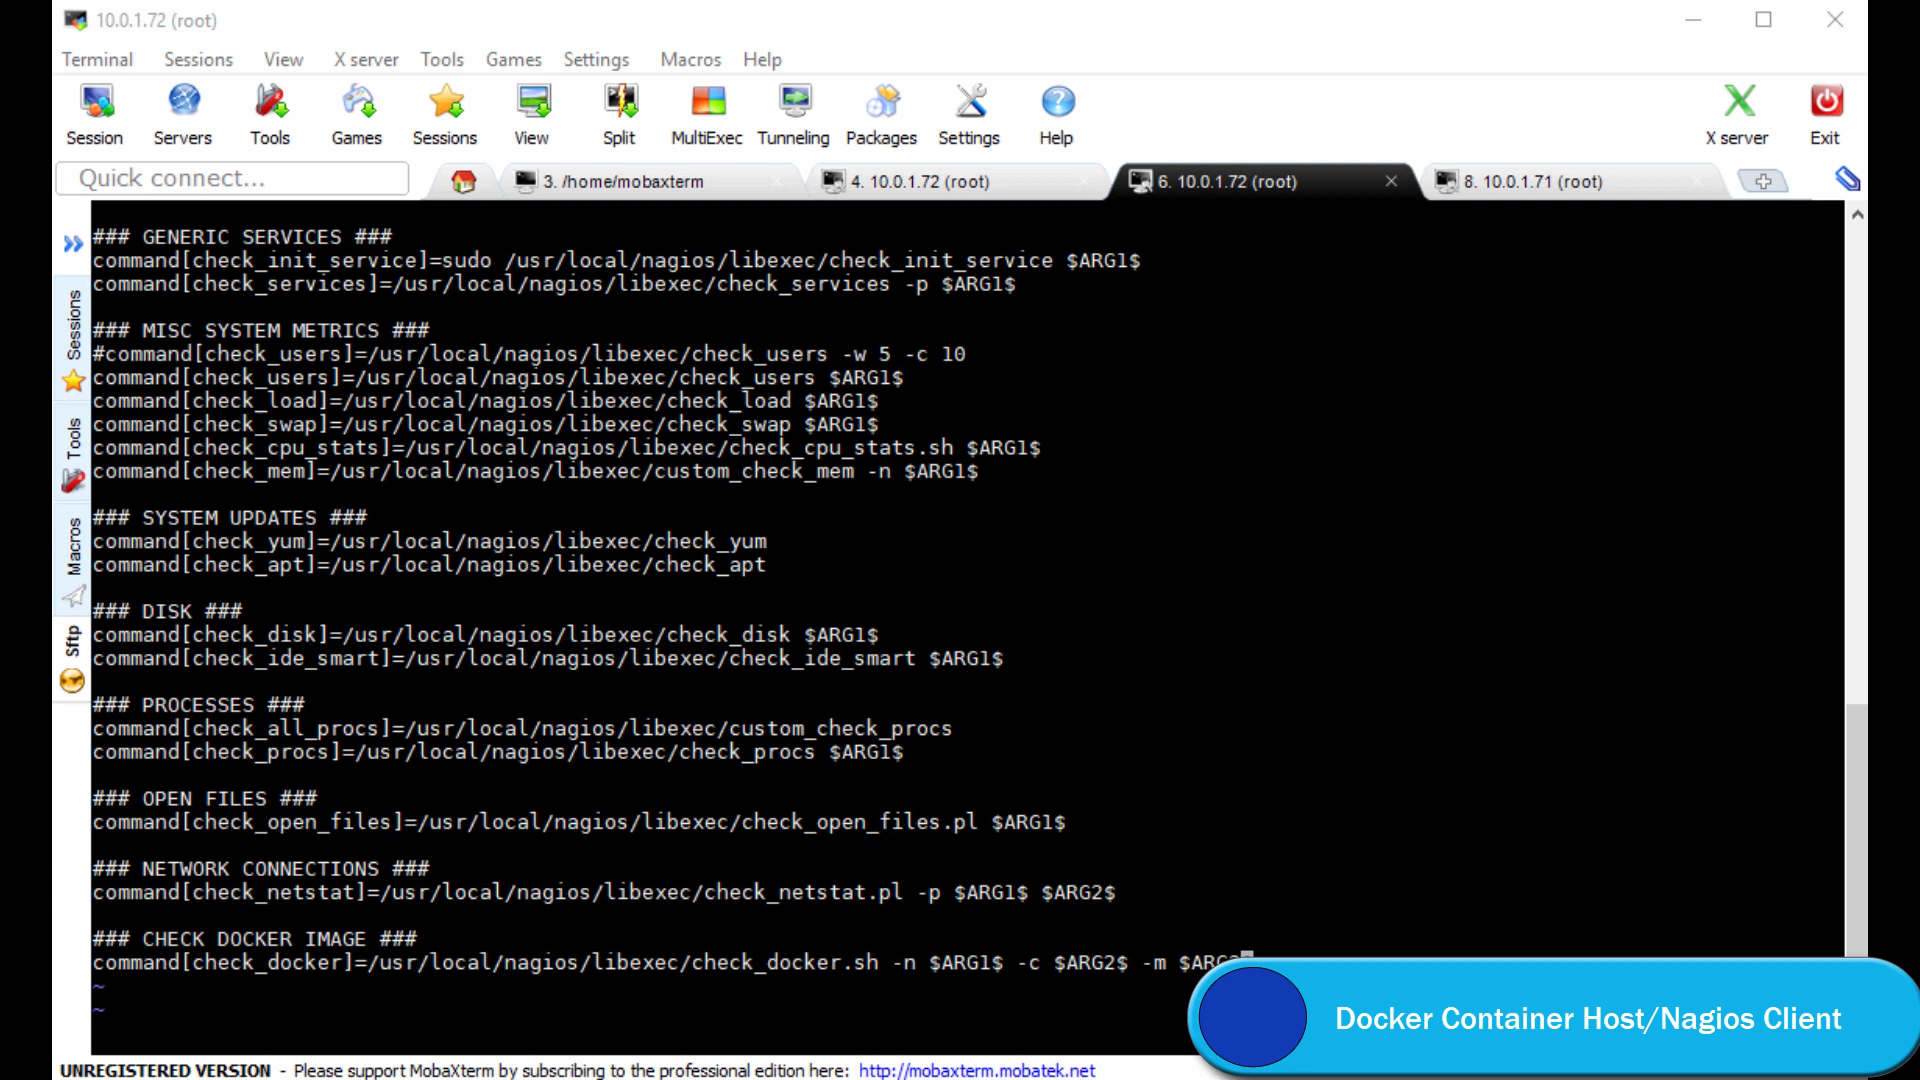 10.0.1.72 (root)
Terminal Sessions View X server Tools Games Settings Macros Help
Session Servers Tools Games Sessions View Split MultiExec Tunneling Packages Settings Help X server Exit
Quick connect... 3. /home/mobaxterm 4. 10.0.1.72 (root) 6. 10.0.1.72 (root) 8. 10.0.1.71 (root)
Sessions
Tools
Macros
Sftp
### GENERIC SERVICES ###
command[check_init_service]=sudo /usr/local/nagios/libexec/check_init_service $ARG1$
command[check_services]=/usr/local/nagios/libexec/check_services -p $ARG1$
### MISC SYSTEM METRICS ###
#command[check_users]=/usr/local/nagios/libexec/check_users -w 5 -c 10
command[check_users]=/usr/local/nagios/libexec/check_users $ARG1$
command[check_load]=/usr/local/nagios/libexec/check_load $ARG1$
command[check_swap]=/usr/local/nagios/libexec/check_swap $ARG1$
command[check_cpu_stats]=/usr/local/nagios/libexec/check_cpu_stats.sh $ARG1$
command[check_mem]=/usr/local/nagios/libexec/custom_check_mem -n $ARG1$
### SYSTEM UPDATES ###
command[check_yum]=/usr/local/nagios/libexec/check_yum
command[check_apt]=/usr/local/nagios/libexec/check_apt
### DISK ###
command[check_disk]=/usr/local/nagios/libexec/check_disk $ARG1$
command[check_ide_smart]=/usr/local/nagios/libexec/check_ide_smart $ARG1$
### PROCESSES ###
command[check_all_procs]=/usr/local/nagios/libexec/custom_check_procs
command[check_procs]=/usr/local/nagios/libexec/check_procs $ARG1$
### OPEN FILES ###
command[check_open_files]=/usr/local/nagios/libexec/check_open_files.pl $ARG1$
### NETWORK CONNECTIONS ###
command[check_netstat]=/usr/local/nagios/libexec/check_netstat.pl -p $ARG1$ $ARG2$
### CHECK DOCKER IMAGE ###
command[check_docker]=/usr/local/nagios/libexec/check_docker.sh -n $ARG1$ -c $ARG2$ -m
~
~
Docker Container Host/Nagios Client
UNREGISTERED VERSION - Please support MobaXterm by subscribing to the professional edition here: http://mobaxterm.mobatek.net